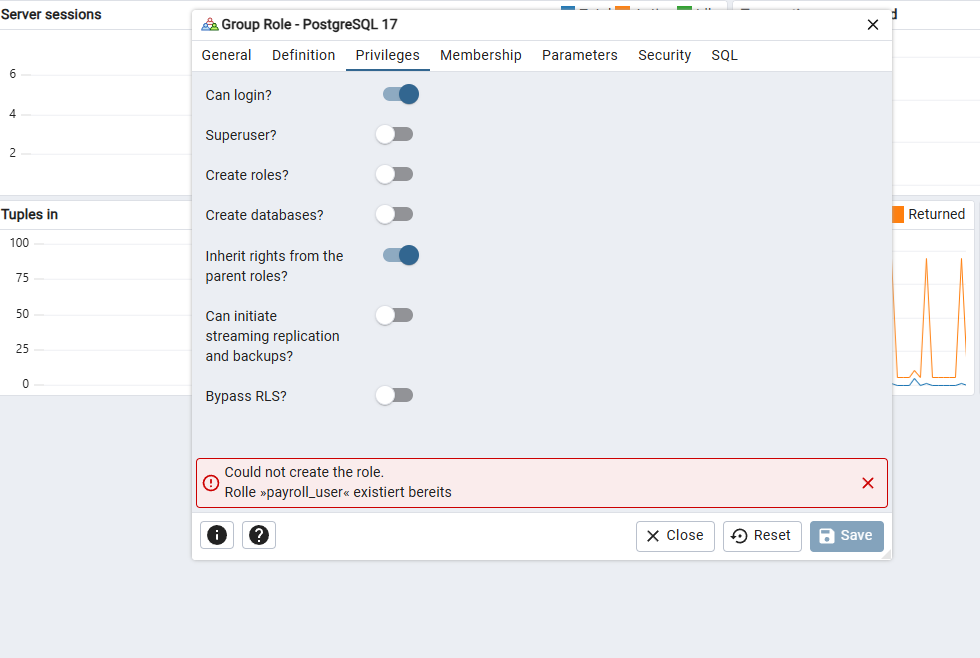 Server sessions
Group Role - PostgreSQL 17
General Definition Privileges Membership Parameters Security SQL
Can login?
6
Superuser?
4
2
Create roles?
Create databases?
Tuples in
Returned
100
Inherit rights from the
parent roles?
75
50
Can initiate
streaming replication
and backups?
25
0
Bypass RLS?
Could not create the role.
Rolle »payroll_user« existiert bereits
Close Reset Save